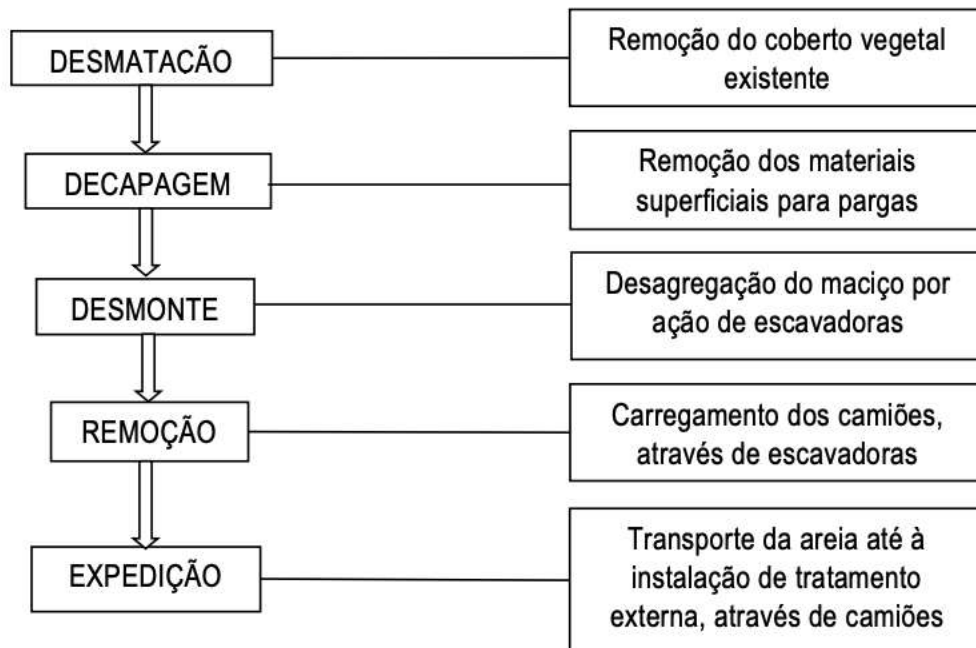 DESMATAÇÃO
Remoção do coberto vegetal
existente
DECAPAGEM
Remoção dos materiais
superficiais para pargas
DESMONTE
Desagregação do maciço por
ação de escavadoras
REMOÇÃO
Carregamento dos camiões,
através de escavadoras
EXPEDIÇÃO
Transporte da areia até à
instalação de tratamento
externa, através de camiões